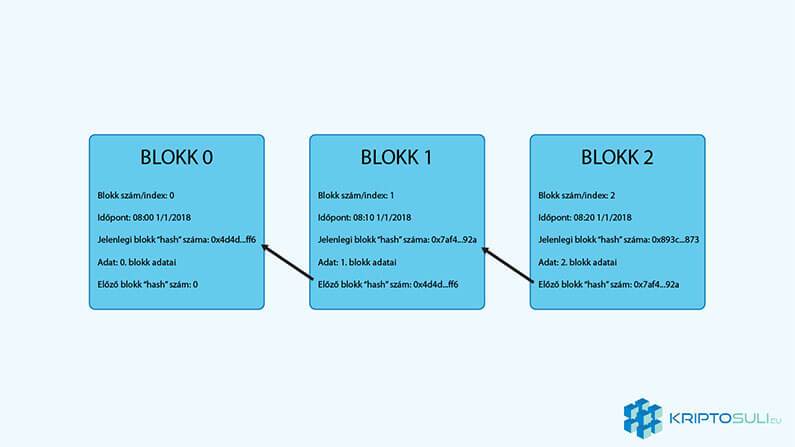 BLOKK 0
Blokk szám/index: 0
Időpont: 08:00 1/1/2018
Jelenlegi blokk “hash” száma: 0x4d4d...ff6
Adat: 0. blokk adatai
Előző blokk “hash” szám: 0
BLOKK 1
Blokk szám/index: 1
Időpont: 08:10 1/1/2018
Jelenlegi blokk “hash” száma: 0x7af4...92a
Adat: 1. blokk adatai
Előző blokk “hash” szám: 0x4d4d...ff6
BLOKK 2
Blokk szám/index: 2
Időpont: 08:20 1/1/2018
Jelenlegi blokk “hash” száma: 0x893c...873
Adat: 2. blokk adatai
Előző blokk “hash” szám: 0x7af4...92a
KRIPTOSULI.EU